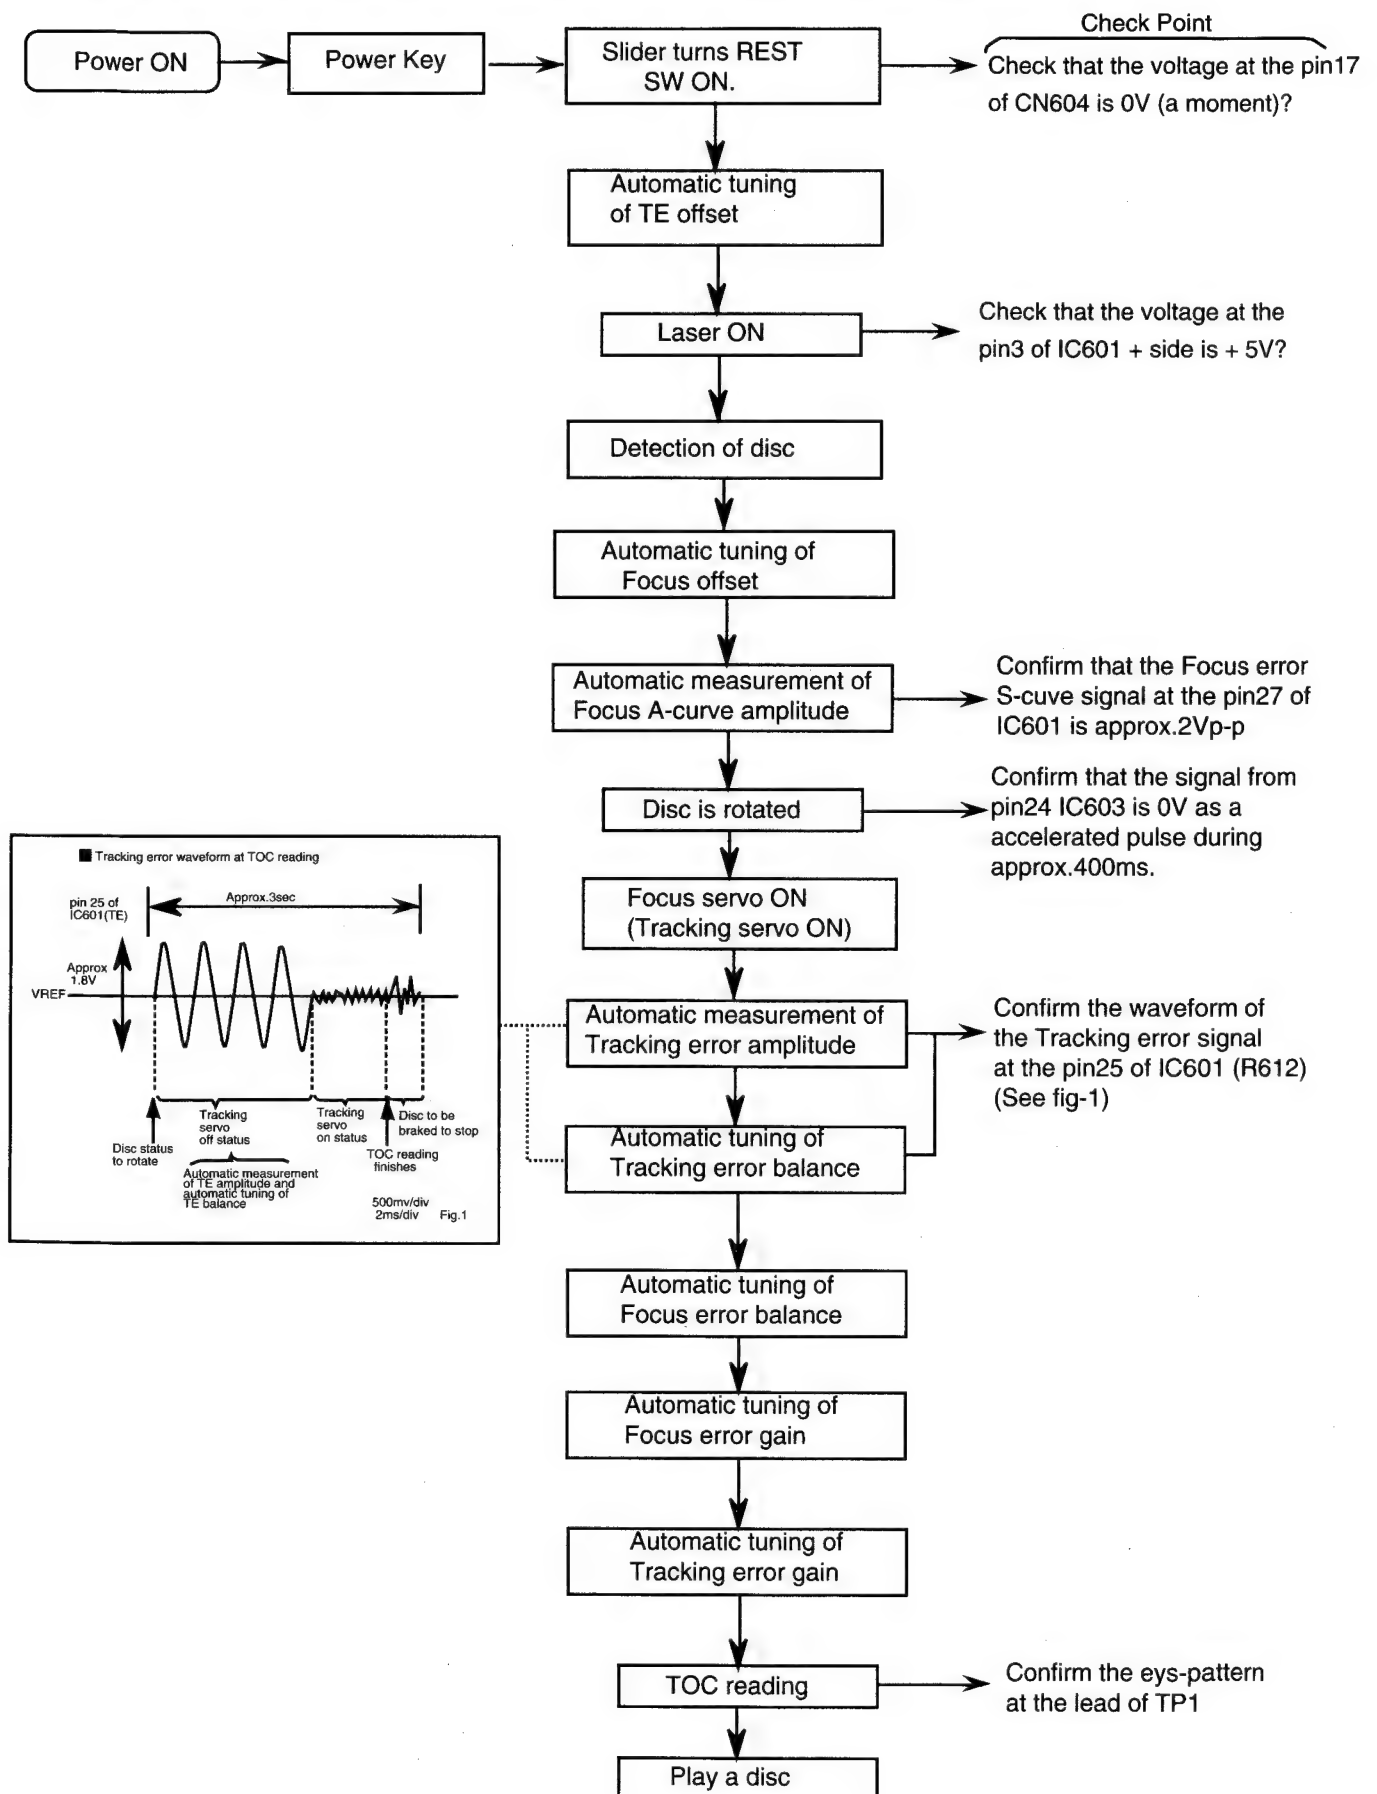 Check Point
Power ON
Power Key
Slider turns REST
SW ON.
Check that the voltage at the pin17
of CN604 is 0V (a moment)?
Automatic tuning
of TE offset
Laser ON
Check that the voltage at the
pin3 of IC601 + side is + 5V?
Detection of disc
Automatic tuning of
Focus offset
Automatic measurement of
Focus A-curve amplitude
Confirm that the Focus error
S-cuve signal at the pin27 of
IC601 is approx.2Vp-p
Disc is rotated
Confirm that the signal from
pin24 IC603 is 0V as a
accelerated pulse during
approx.400ms.
Focus servo ON
(Tracking servo ON)
■ Tracking error waveform at TOC reading
pin 25 of
IC601(TE)
Approx.3sec
Approx
1.8V
VREF
Tracking
servo
off status
Tracking
servo
on status
Disc to be
braked to stop
Disc status
to rotate
TOC reading
finishes
Automatic measurement
of TE amplitude and
automatic tuning of
TE balance
500mv/div
2ms/div
Fig.1
Automatic measurement of
Tracking error amplitude
Confirm the waveform of
the Tracking error signal
at the pin25 of IC601 (R612)
(See fig-1)
Automatic tuning of
Tracking error balance
Automatic tuning of
Focus error balance
Automatic tuning of
Focus error gain
Automatic tuning of
Tracking error gain
TOC reading
Confirm the eys-pattern
at the lead of TP1
Play a disc